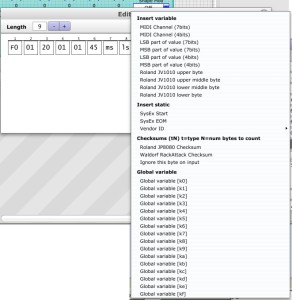 Edit
Length 9 - +
F0 01 20 01 01 45 ms ls
Insert variable
MIDI Channel (7bits)
MIDI Channel (4bits)
LSB part of value (7bits)
MSB part of value (7bits)
LSB part of value (4bits)
MSB part of value (4bits)
Roland JV1010 upper byte
Roland JV1010 upper middle byte
Roland JV1010 lower middle byte
Roland JV1010 lower byte
Insert static
SysEx Start
SysEx EOM
Vendor ID
Checksums (tN) t=type N=num bytes to count
Roland JP8080 Checksum
Waldorf RackAttack Checksum
Ignore this byte on input
Global variable
Global variable [k0]
Global variable [k1]
Global variable [k2]
Global variable [k3]
Global variable [k4]
Global variable [k5]
Global variable [k6]
Global variable [k7]
Global variable [k8]
Global variable [k9]
Global variable [ka]
Global variable [kb]
Global variable [kc]
Global variable [kd]
Global variable [ke]
Global variable [kf]